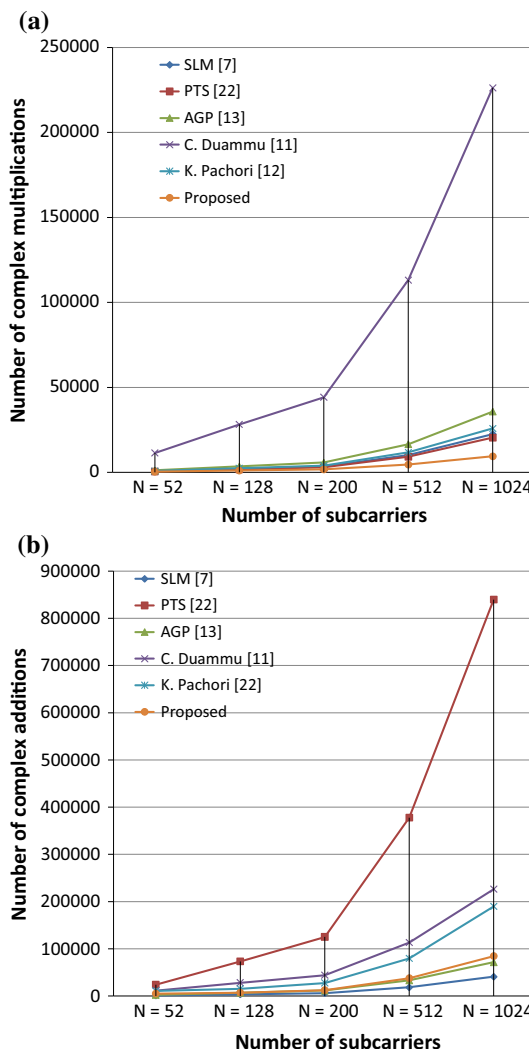 (a)
250000
200000
150000
100000
50000
0
Number of complex multiplications
SLM [7]
PTS [22]
AGP [13]
C. Duammu [11]
K. Pachori [12]
Proposed
N = 52 N = 128 N = 200 N = 512 N = 1024
Number of subcarriers
(b)
900000
800000
700000
600000
500000
400000
300000
200000
100000
0
Number of complex additions
SLM [7]
PTS [22]
AGP [13]
C. Duammu [11]
K. Pachori [22]
Proposed
N = 52 N = 128 N = 200 N = 512 N = 1024
Number of subcarriers